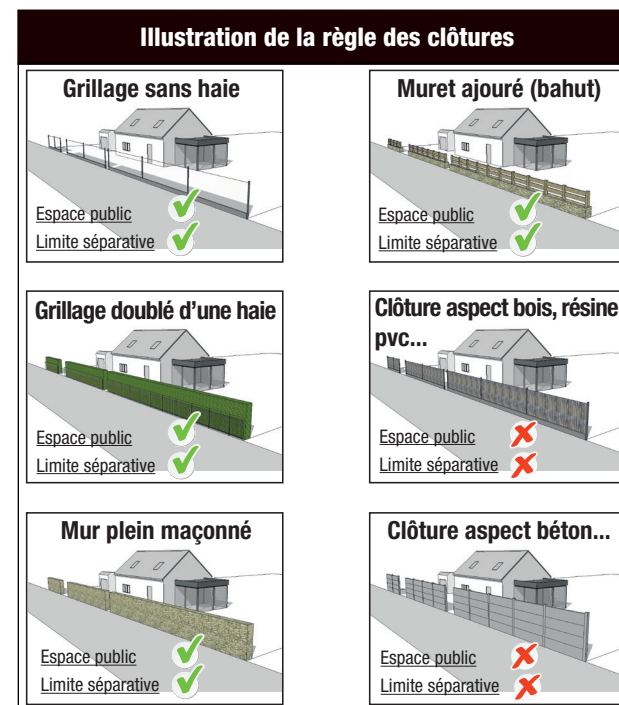 Illustration de la règle des clôtures
Grillage sans haie
Espace public
Limite séparative
Muret ajouré (bahut)
Espace public
Limite séparative
Grillage doublé d'une haie
Espace public
Limite séparative
Clôture aspect bois, résine
pvc...
Espace public
Limite séparative
Mur plein maçonné
Espace public
Limite séparative
Clôture aspect béton...
Espace public
Limite séparative